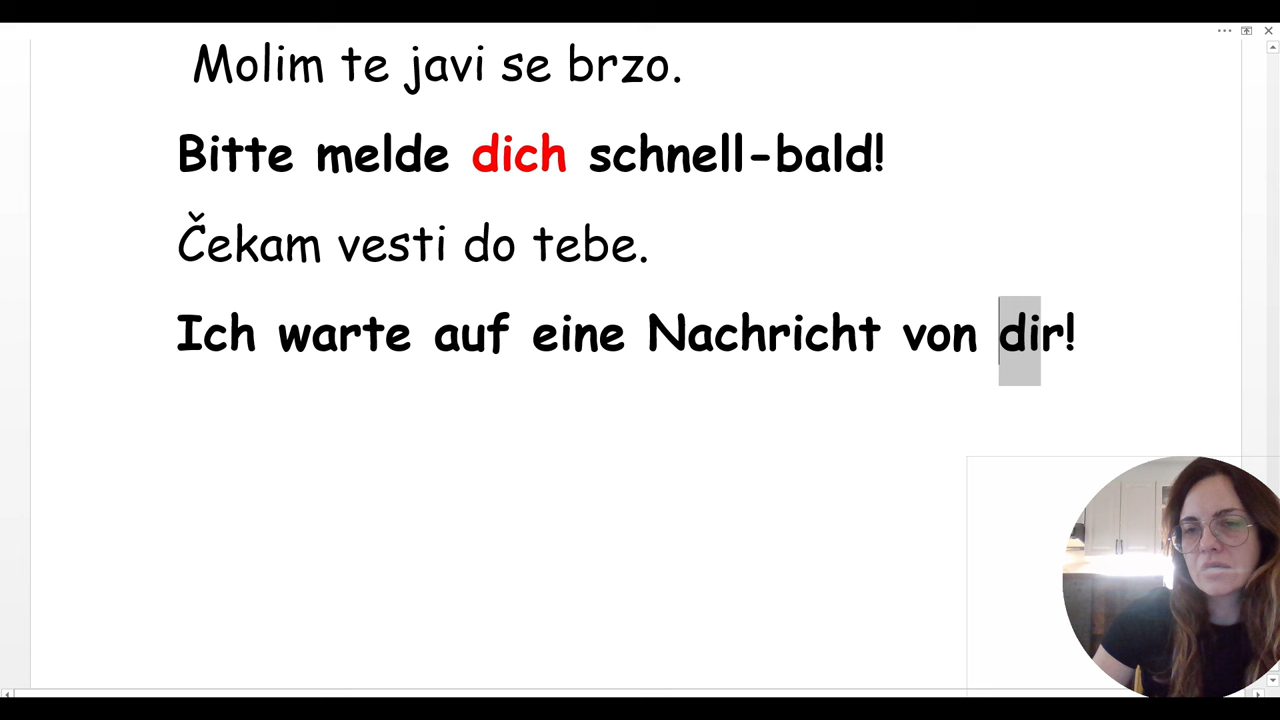 Molim te javi se brzo.
Bitte melde dich schnell-bald!
Čekam vesti do tebe.
Ich warte auf eine Nachricht von dir!